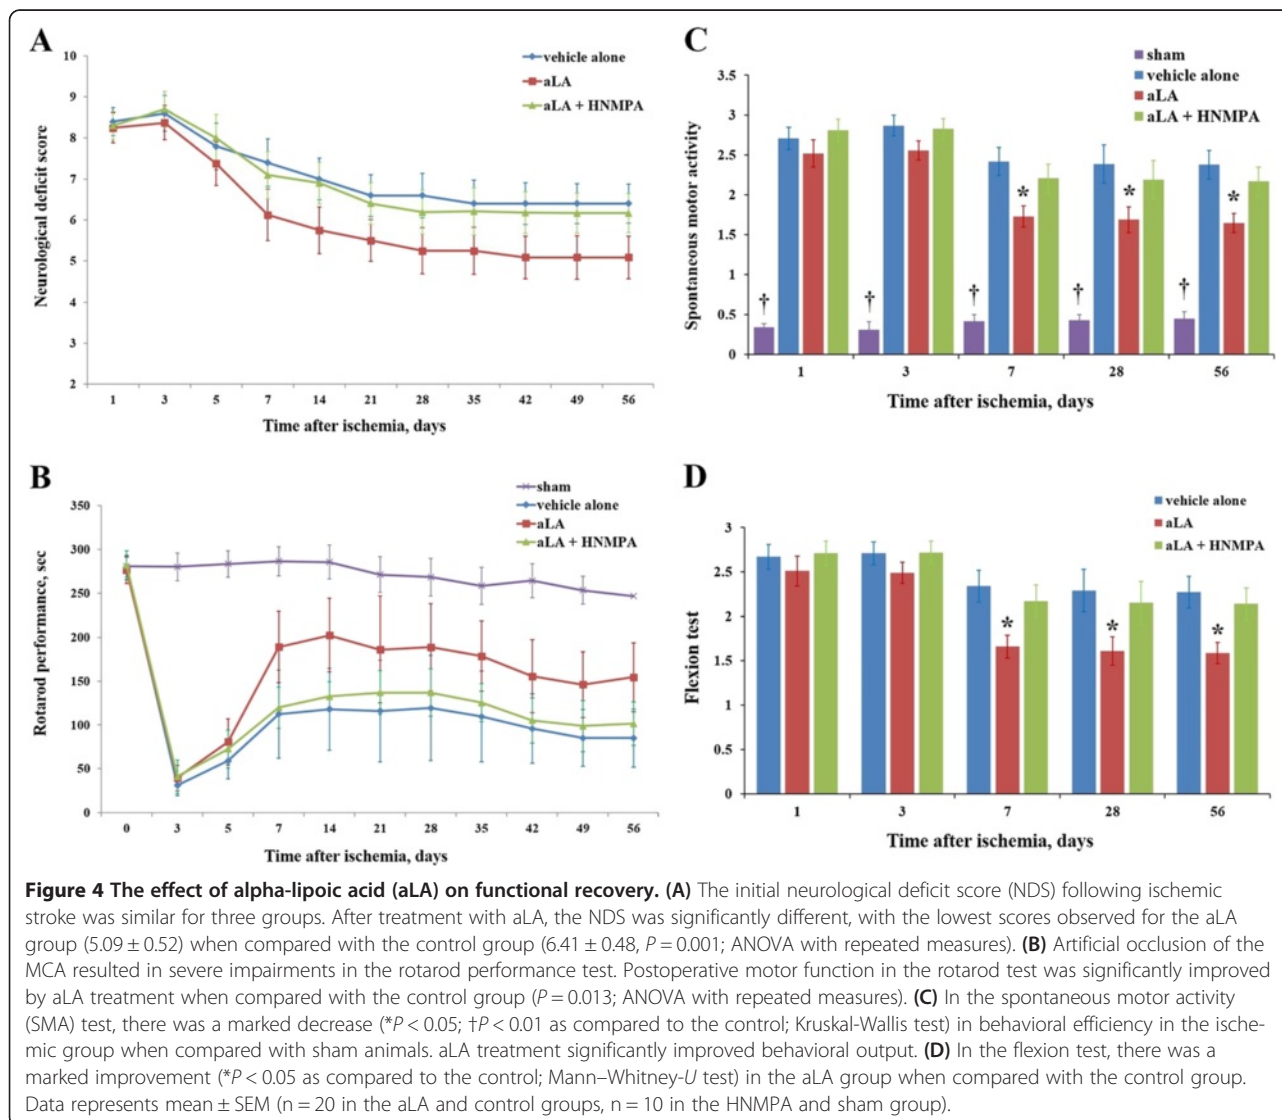 A
vehicle alone
aLA
aLA + HNMPA
Neurological deficit score
10
9
8
7
6
5
4
3
2
1 3 5 7 14 21 28 35 42 49 56
Time after ischemia, days
C
sham
vehicle alone
aLA
aLA + HNMPA
Spontaneous motor activity
3.5
3
2.5
2
1.5
1
0.5
0
† † † † †
* * *
1 3 7 28 56
Time after ischemia, days
B
sham
vehicle alone
aLA
aLA + HNMPA
Rotarod performance, sec
350
300
250
200
150
100
50
0
0 3 5 7 14 21 28 35 42 49 56
Time after ischemia, days
D
vehicle alone
aLA
aLA + HNMPA
Flexion test
3
2.5
2
1.5
1
0.5
0
* * *
1 3 7 28 56
Time after ischemia, days
Figure 4 The effect of alpha-lipoic acid (aLA) on functional recovery. (A) The initial neurological deficit score (NDS) following ischemic
stroke was similar for three groups. After treatment with aLA, the NDS was significantly different, with the lowest scores observed for the aLA
group (5.09 ± 0.52) when compared with the control group (6.41 ± 0.48, P = 0.001; ANOVA with repeated measures). (B) Artificial occlusion of the
MCA resulted in severe impairments in the rotarod performance test. Postoperative motor function in the rotarod test was significantly improved
by aLA treatment when compared with the control group (P = 0.013; ANOVA with repeated measures). (C) In the spontaneous motor activity
(SMA) test, there was a marked decrease (*P < 0.05; †P < 0.01 as compared to the control; Kruskal-Wallis test) in behavioral efficiency in the ische-
mic group when compared with sham animals. aLA treatment significantly improved behavioral output. (D) In the flexion test, there was a
marked improvement (*P < 0.05 as compared to the control; Mann–Whitney-U test) in the aLA group when compared with the control group.
Data represents mean ± SEM (n = 20 in the aLA and control groups, n = 10 in the HNMPA and sham group).